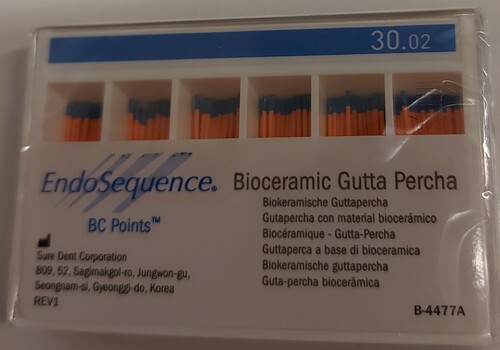 30.02
EndoSequence®
BC Points™
Bioceramic Gutta Percha
Biokeramische Guttapercha
Gutapercha con material biocerámico
Biocéramique - Gutta-Percha
Guttaperca a base di bioceramica
Biokeramische guttapercha
Guta-percha biocerâmica
Sure Dent Corporation
809, 52, Sagimakgol-ro, Jungwon-gu,
Seongnam-si, Gyeonggi-do, Korea
REV1
B-4477A